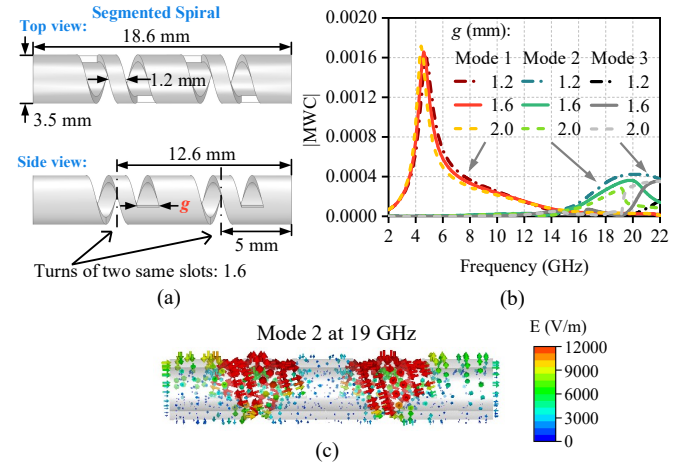 Segmented Spiral
Top view:
18.6 mm
1.2 mm
3.5 mm
Side view:
12.6 mm
g
5 mm
Turns of two same slots: 1.6
(a)
(b)
|MWC|
0.0020
0.0016
0.0012
0.0008
0.0004
0.0000
g (mm):
Mode 1 Mode 2 Mode 3
1.2 1.2 1.2
1.6 1.6 1.6
2.0 2.0 2.0
2 4 6 8 10 12 14 16 18 20 22
Frequency (GHz)
Mode 2 at 19 GHz
E (V/m)
12000
9000
6000
3000
0
(c)